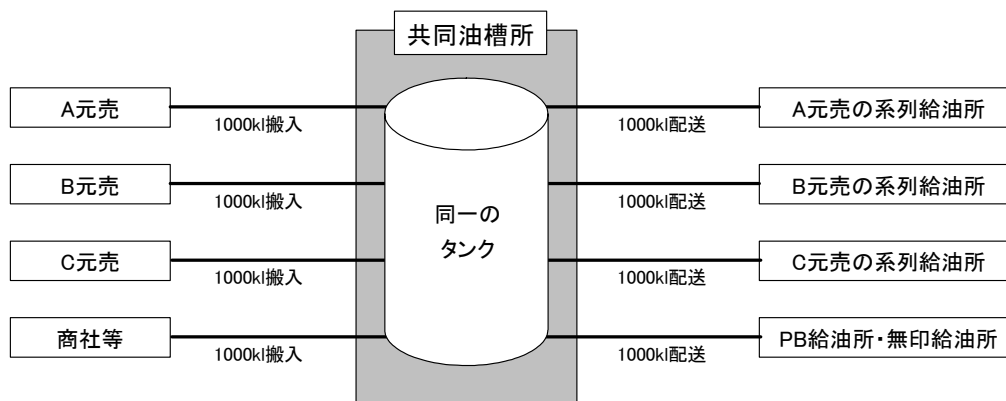 共同油槽所
A元売
1000kl搬入
1000kl配送
A元売の系列給油所
B元売
1000kl搬入
1000kl配送
B元売の系列給油所
同一の
タンク
C元売
1000kl搬入
1000kl配送
C元売の系列給油所
商社等
1000kl搬入
1000kl配送
PB給油所・無印給油所